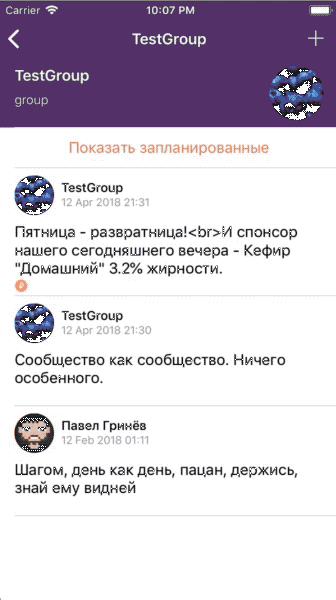 Carrier 10:07 PM
TestGroup
TestGroup
group
Показать запланированные
TestGroup
12 Apr 2018 21:31
Пятница - развратница!<br>И спонсор
нашего сегодняшнего вечера - Кефир
"Домашний" 3.2% жирности.
₽
TestGroup
12 Apr 2018 21:30
Сообщество как сообщество. Ничего
особенного.
Павел Гринёв
12 Feb 2018 01:11
Шагом, день как день, пацан, держись,
знай ему видней